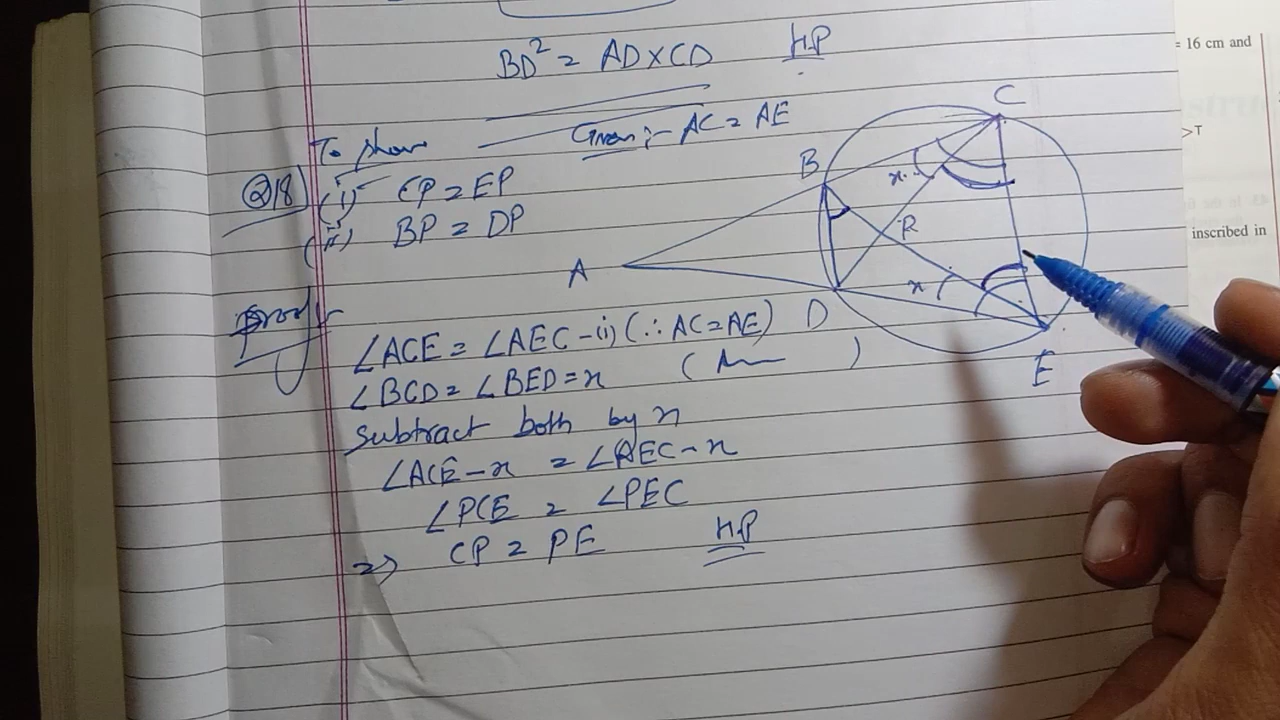 BD² = AD×CD HP
= 16 cm and
To show Given :- AC = AE
>T
Q18) (i) CP = EP
(ii) BP = DP
inscribed in
C
B
x
R
A
x
D
E
Proof :-
∠ACE = ∠AEC - (i) (∴ AC = AE)
∠BCD = ∠BED = x ( )
Subtract both by x
∠ACE - x = ∠AEC - x
∠PCE = ∠PEC
=> CP = PE HP